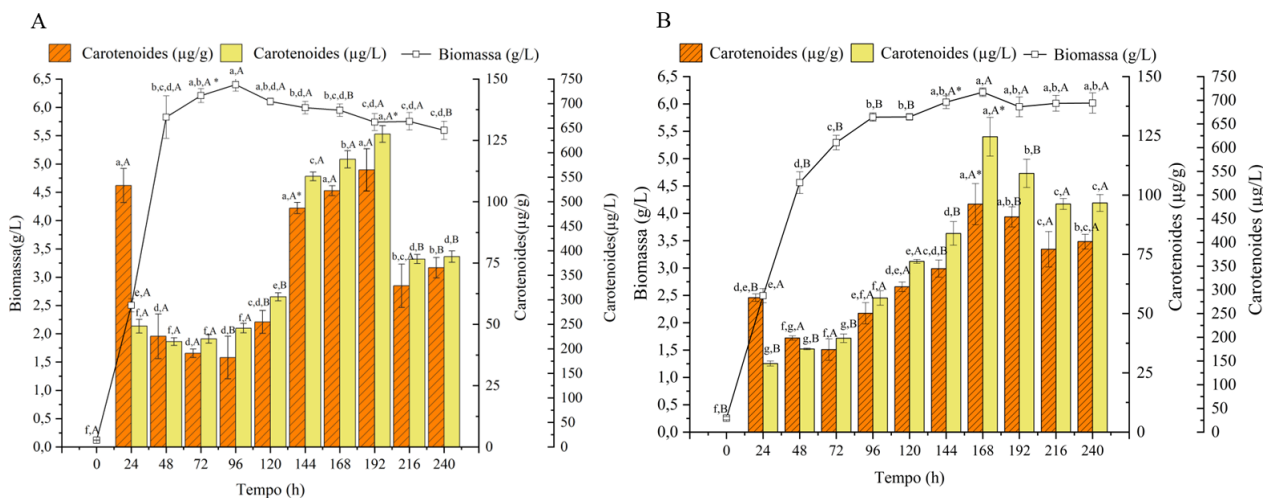 A
Carotenoides (µg/g) Carotenoides (µg/L) Biomassa (g/L)
6,5
6,0
5,5
5,0
4,5
4,0
3,5
3,0
2,5
2,0
1,5
1,0
0,5
0,0
Biomassa(g/L)
f,A
e,A
b,c,d,A
a,b,A *
a,A
a,b,d,A
b,d,A
b,c,d,B
c,d,A
c,d,A
c,d,B
a,A
f,A
d,A
f,A
d,A
f,A
d,B
f,A
c,d,B
e,B
a,A*
c,A
a,A
b,A
a,A
a,A*
b,c,A
d,B
b,B
d,B
0 24 48 72 96 120 144 168 192 216 240
Tempo (h)
150
125
100
75
50
25
0
Carotenoides(µg/g)
750
700
650
600
550
500
450
400
350
300
250
200
150
100
50
0
Carotenoides(µg/L)
B
Carotenoides (µg/g) Carotenoides (µg/L) Biomassa (g/L)
6,5
6,0
5,5
5,0
4,5
4,0
3,5
3,0
2,5
2,0
1,5
1,0
0,5
0,0
Biomassa (g/L)
f,B
e,A
d,B
c,B
b,B
b,B
a,b,A*
a,A
a,b,A
a,b,A
a,b,A
d,e,B
g,B
f,g,A
g,B
f,A
g,B
e,f,A
f,A
d,e,A
e,A
c,d,B
d,B
a,A*
a,A*
a,b,B
b,B
c,A
c,A
b,c,A
c,A
0 24 48 72 96 120 144 168 192 216 240
Tempo (h)
150
125
100
75
50
25
0
Carotenoides (µg/g)
750
700
650
600
550
500
450
400
350
300
250
200
150
100
50
0
Carotenoides (µg/L)